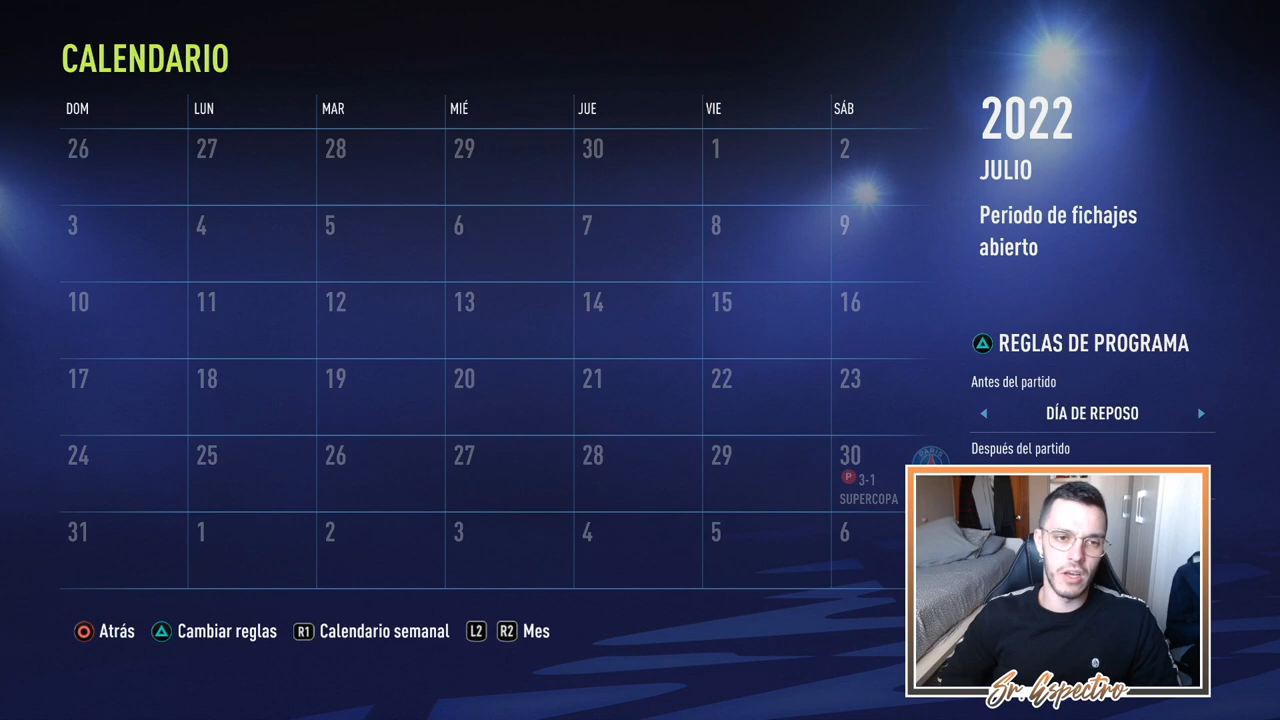 CALENDARIO
DOM LUN MAR MIÉ JUE VIE SÁB
26 27 28 29 30 1 2
3 4 5 6 7 8 9
10 11 12 13 14 15 16
17 18 19 20 21 22 23
24 25 26 27 28 29 30
P 3-1
SUPERCOPA
31 1 2 3 4 5 6
2022
JULIO
Periodo de fichajes
abierto
REGLAS DE PROGRAMA
Antes del partido
DÍA DE REPOSO
Después del partido
PARIS
Atrás Cambiar reglas R1 Calendario semanal L2 R2 Mes
Sr. Aspectro